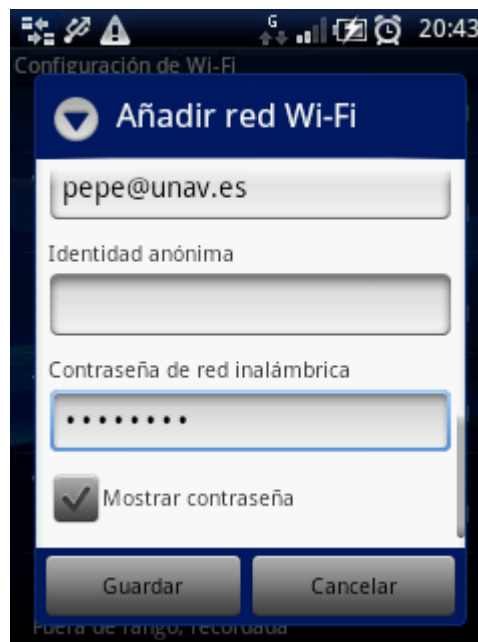 G
20:43
Configuración de Wi-Fi
Añadir red Wi-Fi
pepe@unav.es
Identidad anónima
Contraseña de red inalámbrica
••••••••
Mostrar contraseña
Guardar
Cancelar
Fuera de rango, recordada